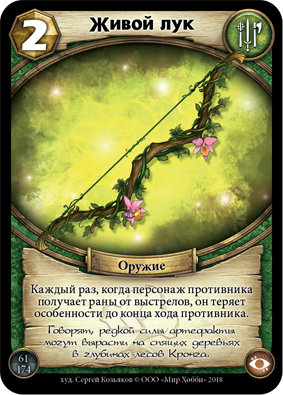 2
Живой лук
Оружие
Каждый раз, когда персонаж противника
получает раны от выстрелов, он теряет
особенности до конца хода противника.
Говорят, редкой силы артефакты
могут вырасти на спящих деревьях
в глубинах лесов Кронга.
61
174
худ. Сергей Козьяков © ООО «Мир Хобби» 2018